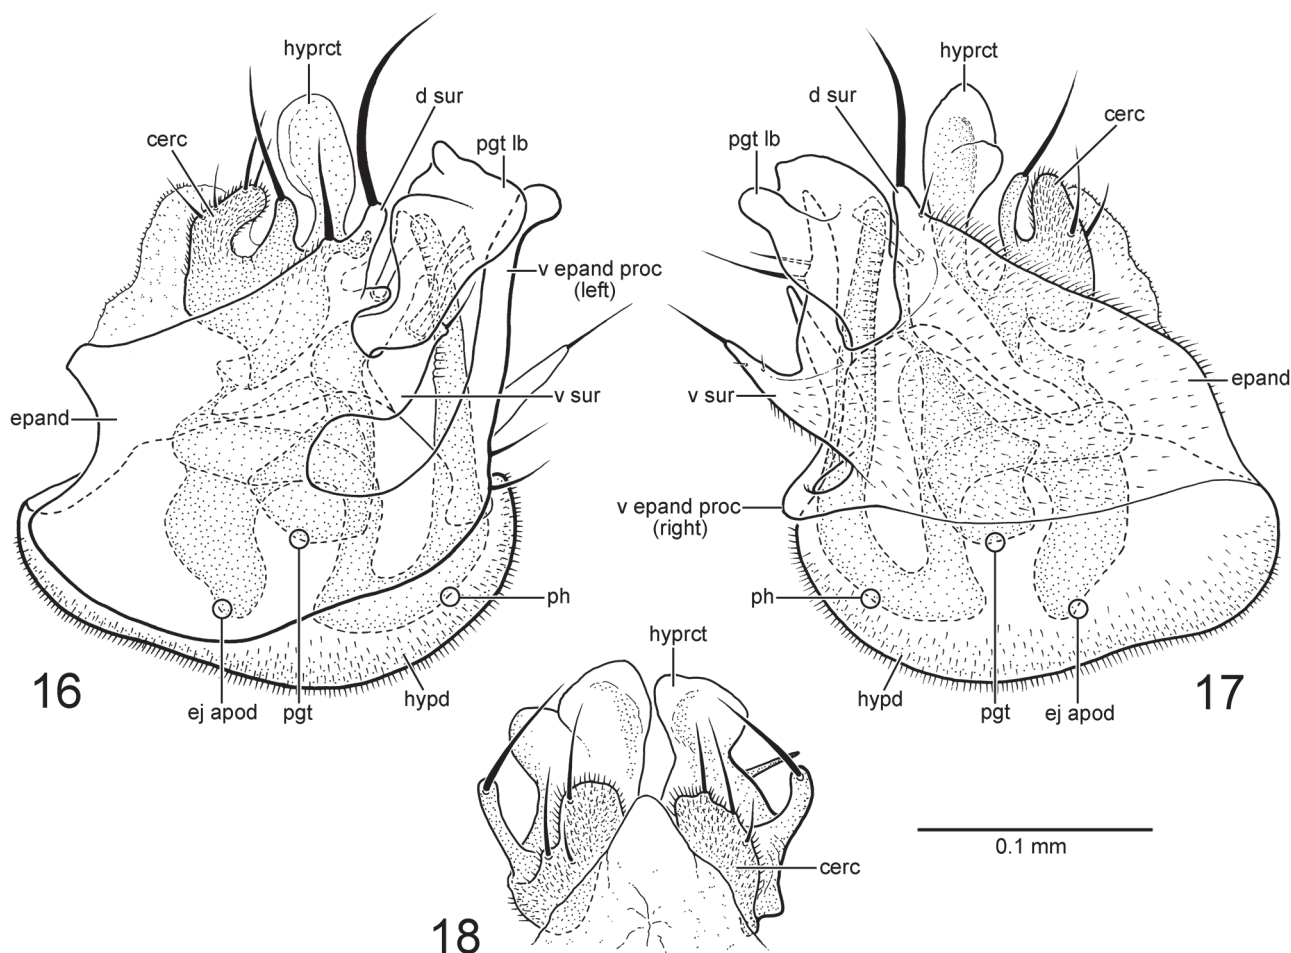 hyprct
d sur
cerc
pgt lb
v epand proc
(left)
v sur
epand
ph
hypd
ej apod
pgt
16
hyprct
d sur
cerc
pgt lb
epand
v sur
v epand proc
(right)
ph
hypd
pgt
ej apod
17
hyprct
cerc
18
0.1 mm